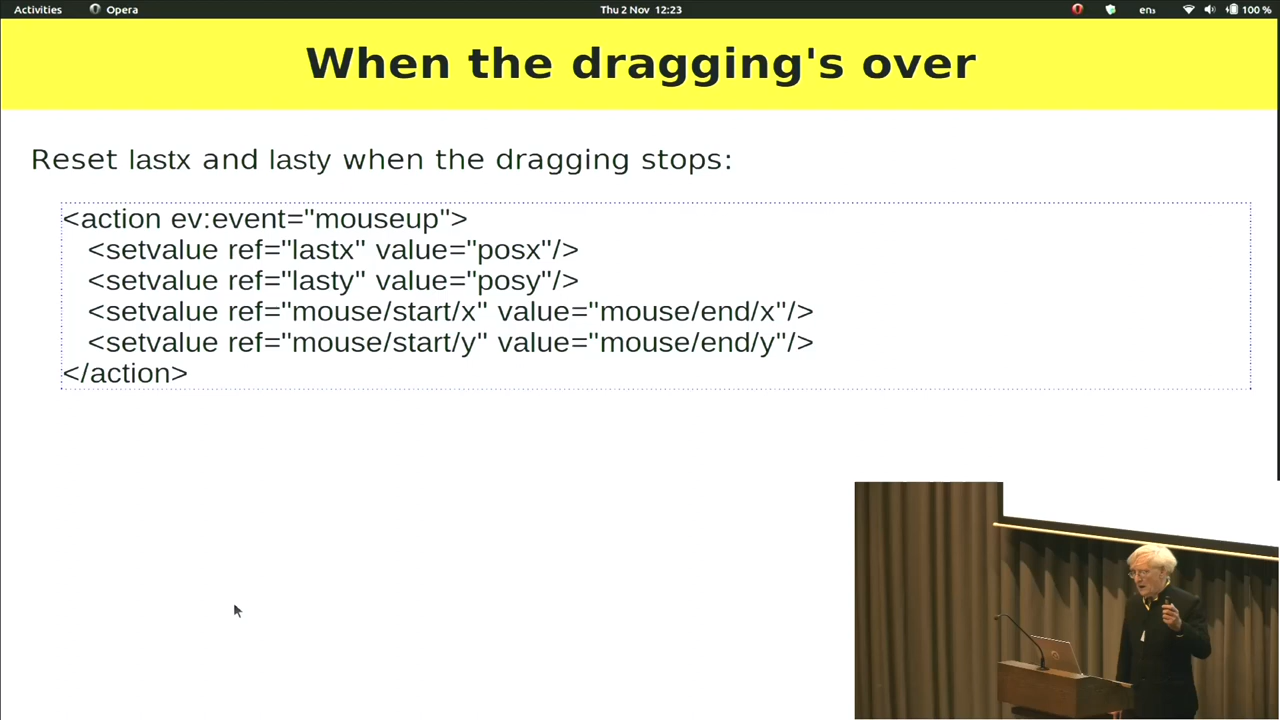 Activities Opera Thu 2 Nov 12:23 en₃ 100 %
When the dragging's over
Reset lastx and lasty when the dragging stops:
<action ev:event="mouseup">
<setvalue ref="lastx" value="posx"/>
<setvalue ref="lasty" value="posy"/>
<setvalue ref="mouse/start/x" value="mouse/end/x"/>
<setvalue ref="mouse/start/y" value="mouse/end/y"/>
</action>